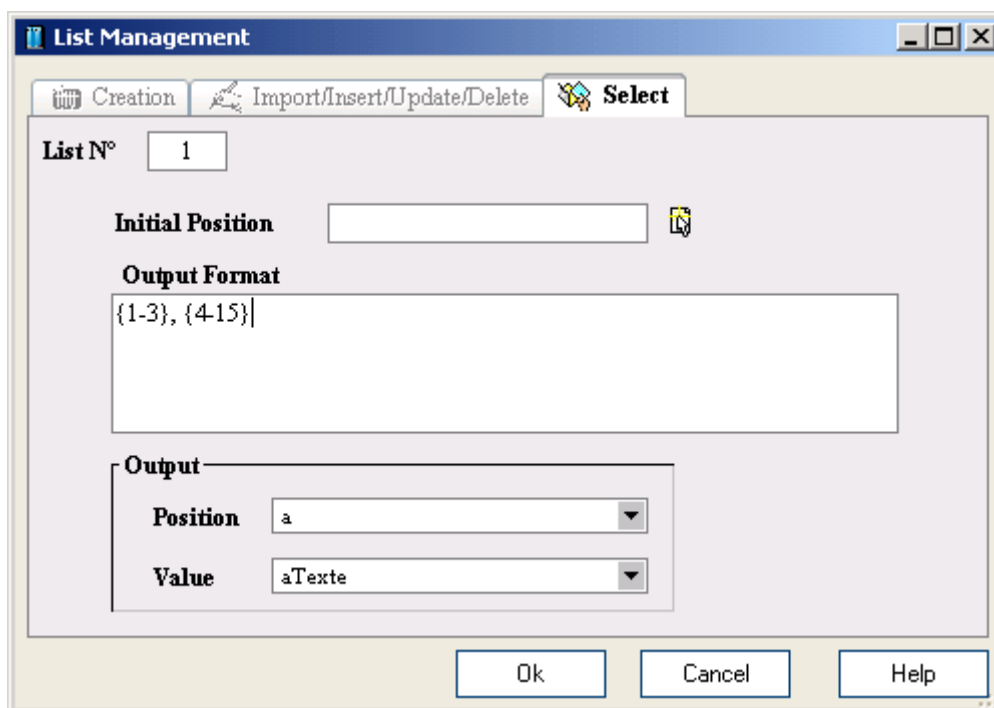 List Management
Creation Import/Insert/Update/Delete Select
List N° 1
Initial Position
Output Format
{1-3}, {4-15}
Output
Position a
Value aTexte
Ok Cancel Help